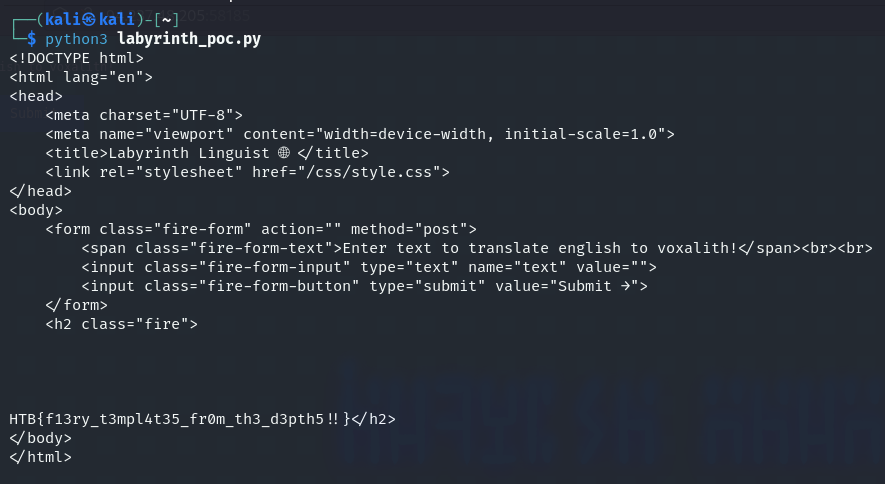 ┌──(kali㉿kali)-[~]
└─$ python3 labyrinth_poc.py
<!DOCTYPE html>
<html lang="en">
<head>
    <meta charset="UTF-8">
    <meta name="viewport" content="width=device-width, initial-scale=1.0">
    <title>Labyrinth Linguist 🌐</title>
    <link rel="stylesheet" href="/css/style.css">
</head>
<body>
    <form class="fire-form" action="" method="post">
        <span class="fire-form-text">Enter text to translate english to voxalith!</span><br><br>
        <input class="fire-form-input" type="text" name="text" value="">
        <input class="fire-form-button" type="submit" value="Submit →">
    </form>
    <h2 class="fire">
HTB{f13ry_t3mpl4t35_fr0m_th3_d3pth5!!}</h2>
</body>
</html>